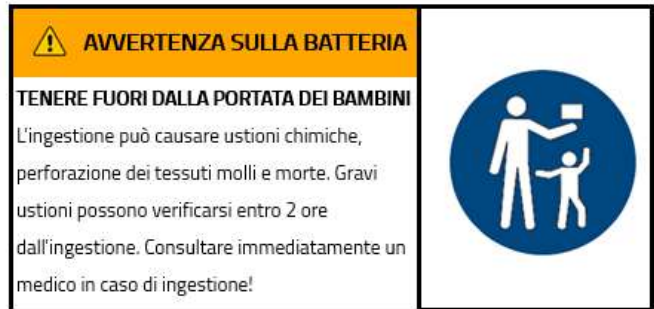 AVVERTENZA SULLA BATTERIA
TENERE FUORI DALLA PORTATA DEI BAMBINI
L'ingestione può causare ustioni chimiche,
perforazione dei tessuti molli e morte. Gravi
ustioni possono verificarsi entro 2 ore
dall'ingestione. Consultare immediatamente un
medico in caso di ingestione!